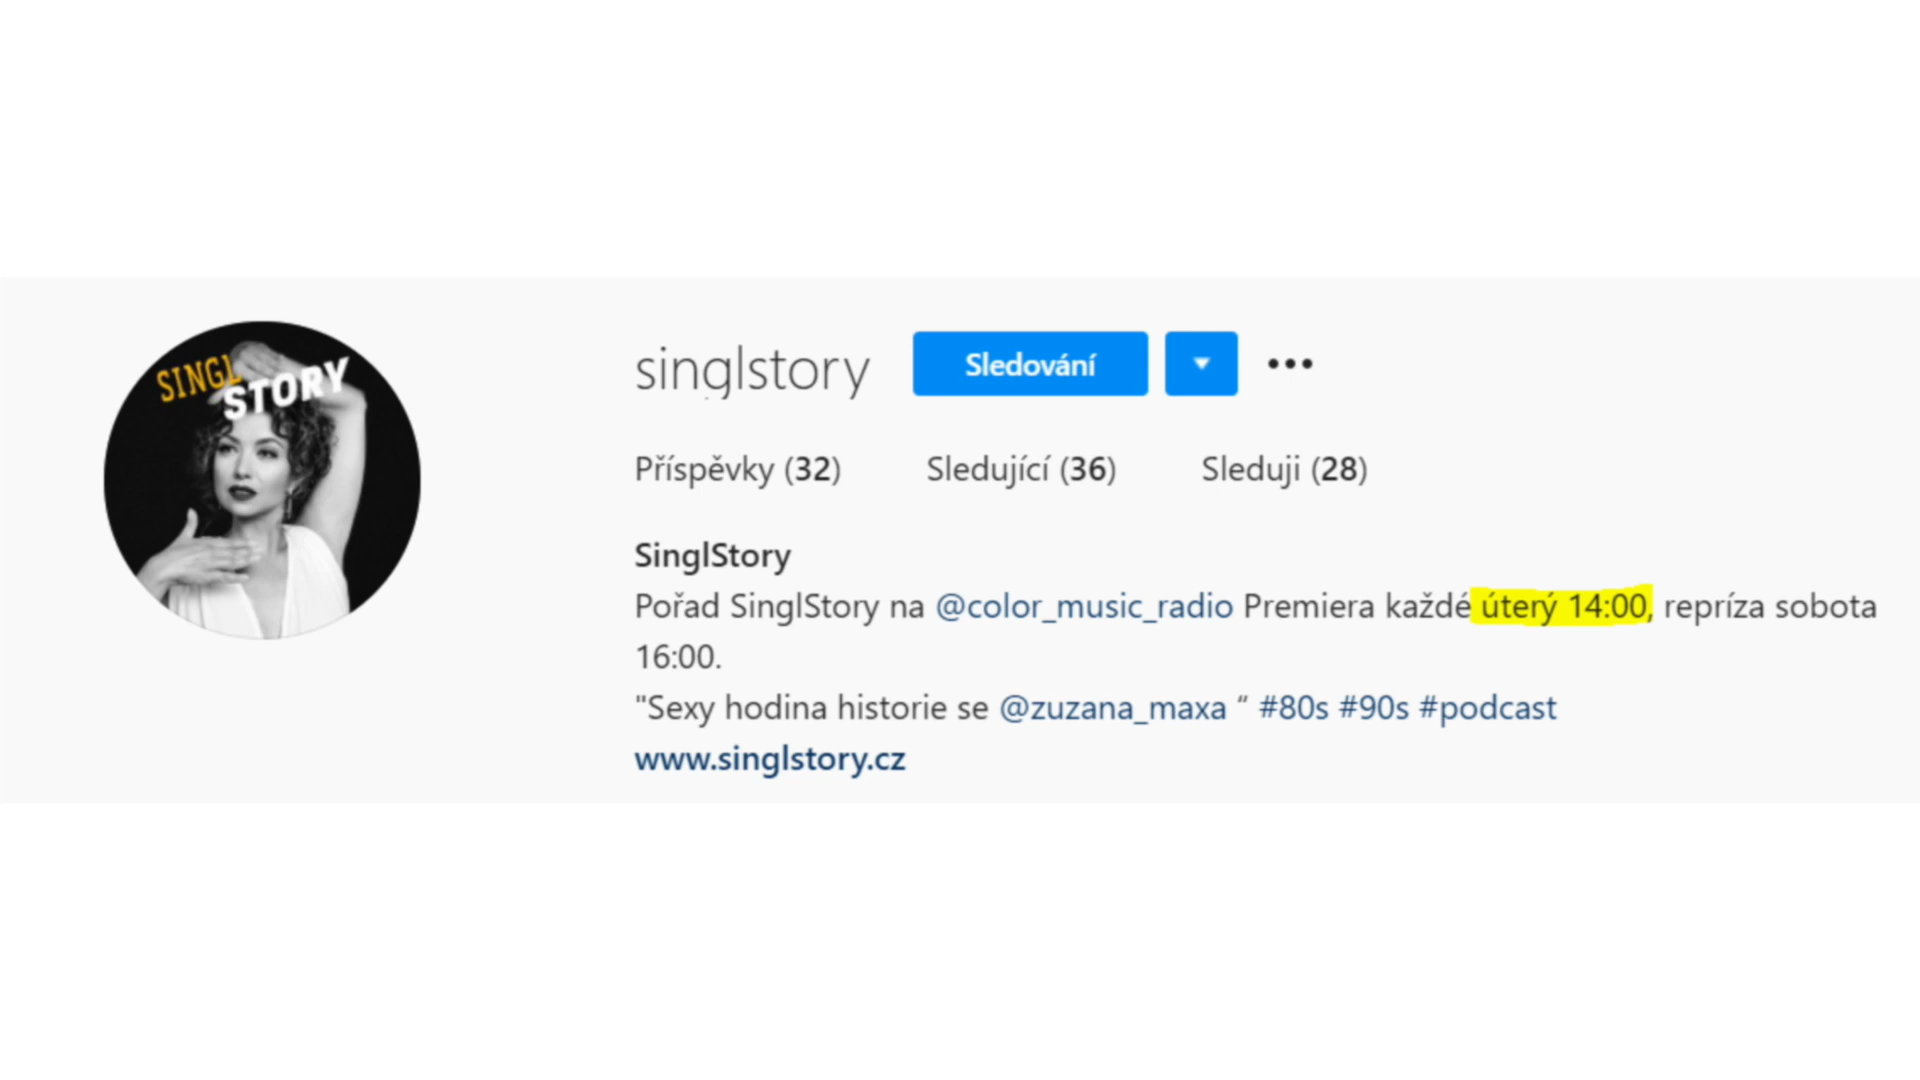 SINGL
STORY
singlstory Sledování
Příspěvky (32) Sledující (36) Sleduji (28)
SinglStory
Pořad SinglStory na @color_music_radio Premiera každé úterý 14:00, repríza sobota
16:00.
"Sexy hodina historie se @zuzana_maxa “ #80s #90s #podcast
www.singlstory.cz